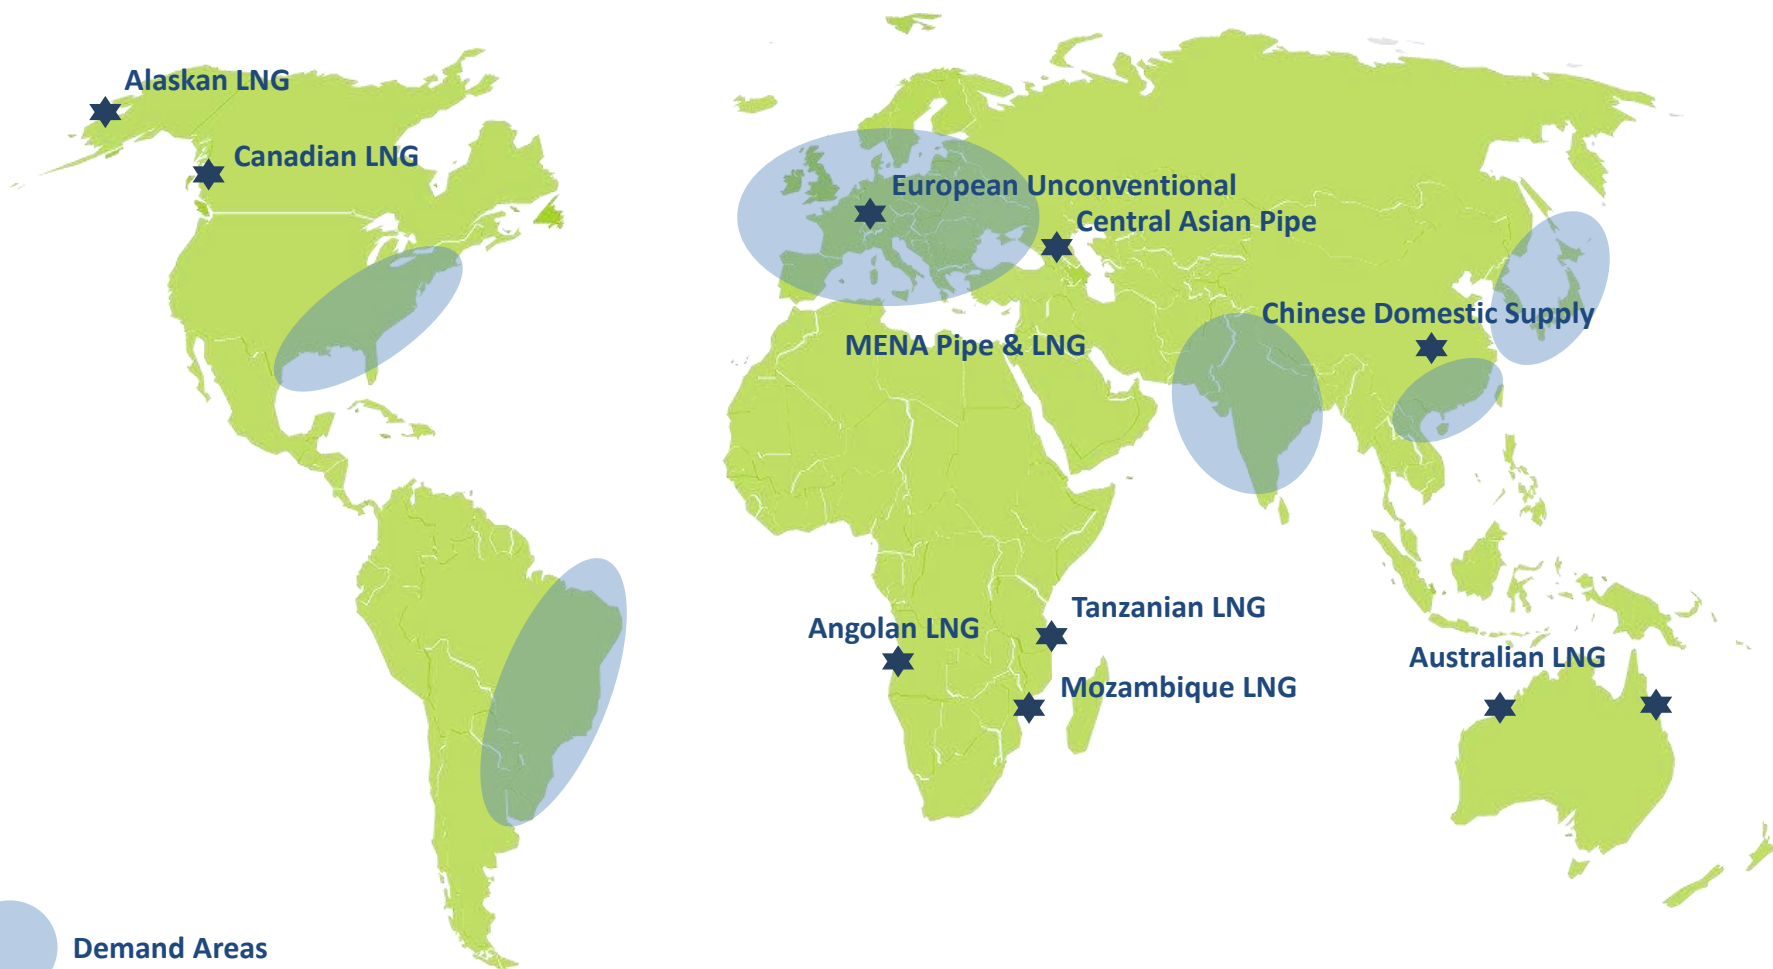 Alaskan LNG
Canadian LNG
European Unconventional
Central Asian Pipe
Chinese Domestic Supply
MENA Pipe & LNG
Tanzanian LNG
Angolan LNG
Australian LNG
Mozambique LNG
Demand Areas